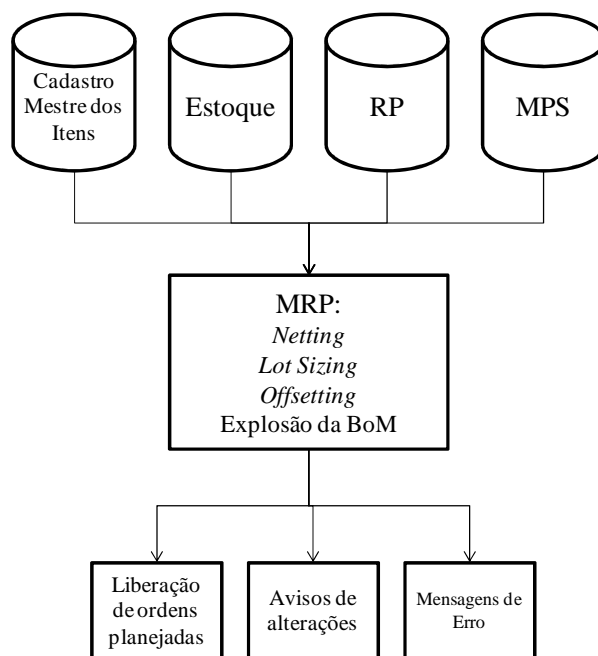 Cadastro
Mestre dos
Itens
Estoque
RP
MPS
MRP:
Netting
Lot Sizing
Offsetting
Explosão da BoM
Liberação
de ordens
planejadas
Avisos de
alterações
Mensagens de
Erro